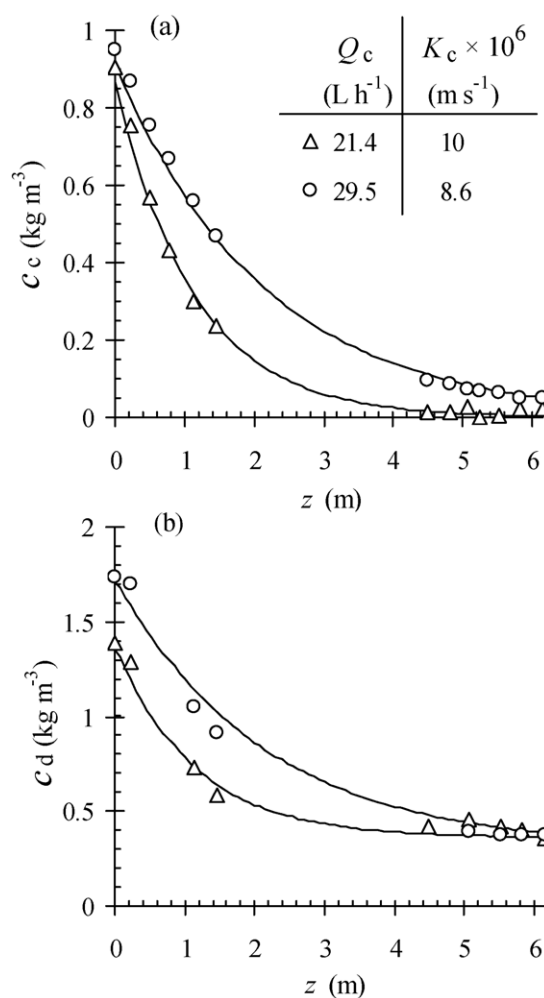 (a)
Q c K c × 10⁶
(L h⁻¹) (m s⁻¹)
△ 21.4 10
○ 29.5 8.6
1
0.8
0.6
0.4
0.2
0
c c (kg m⁻³)
0 1 2 3 4 5 6
z (m)
(b)
2
1.5
1
0.5
0
c d (kg m⁻³)
0 1 2 3 4 5 6
z (m)